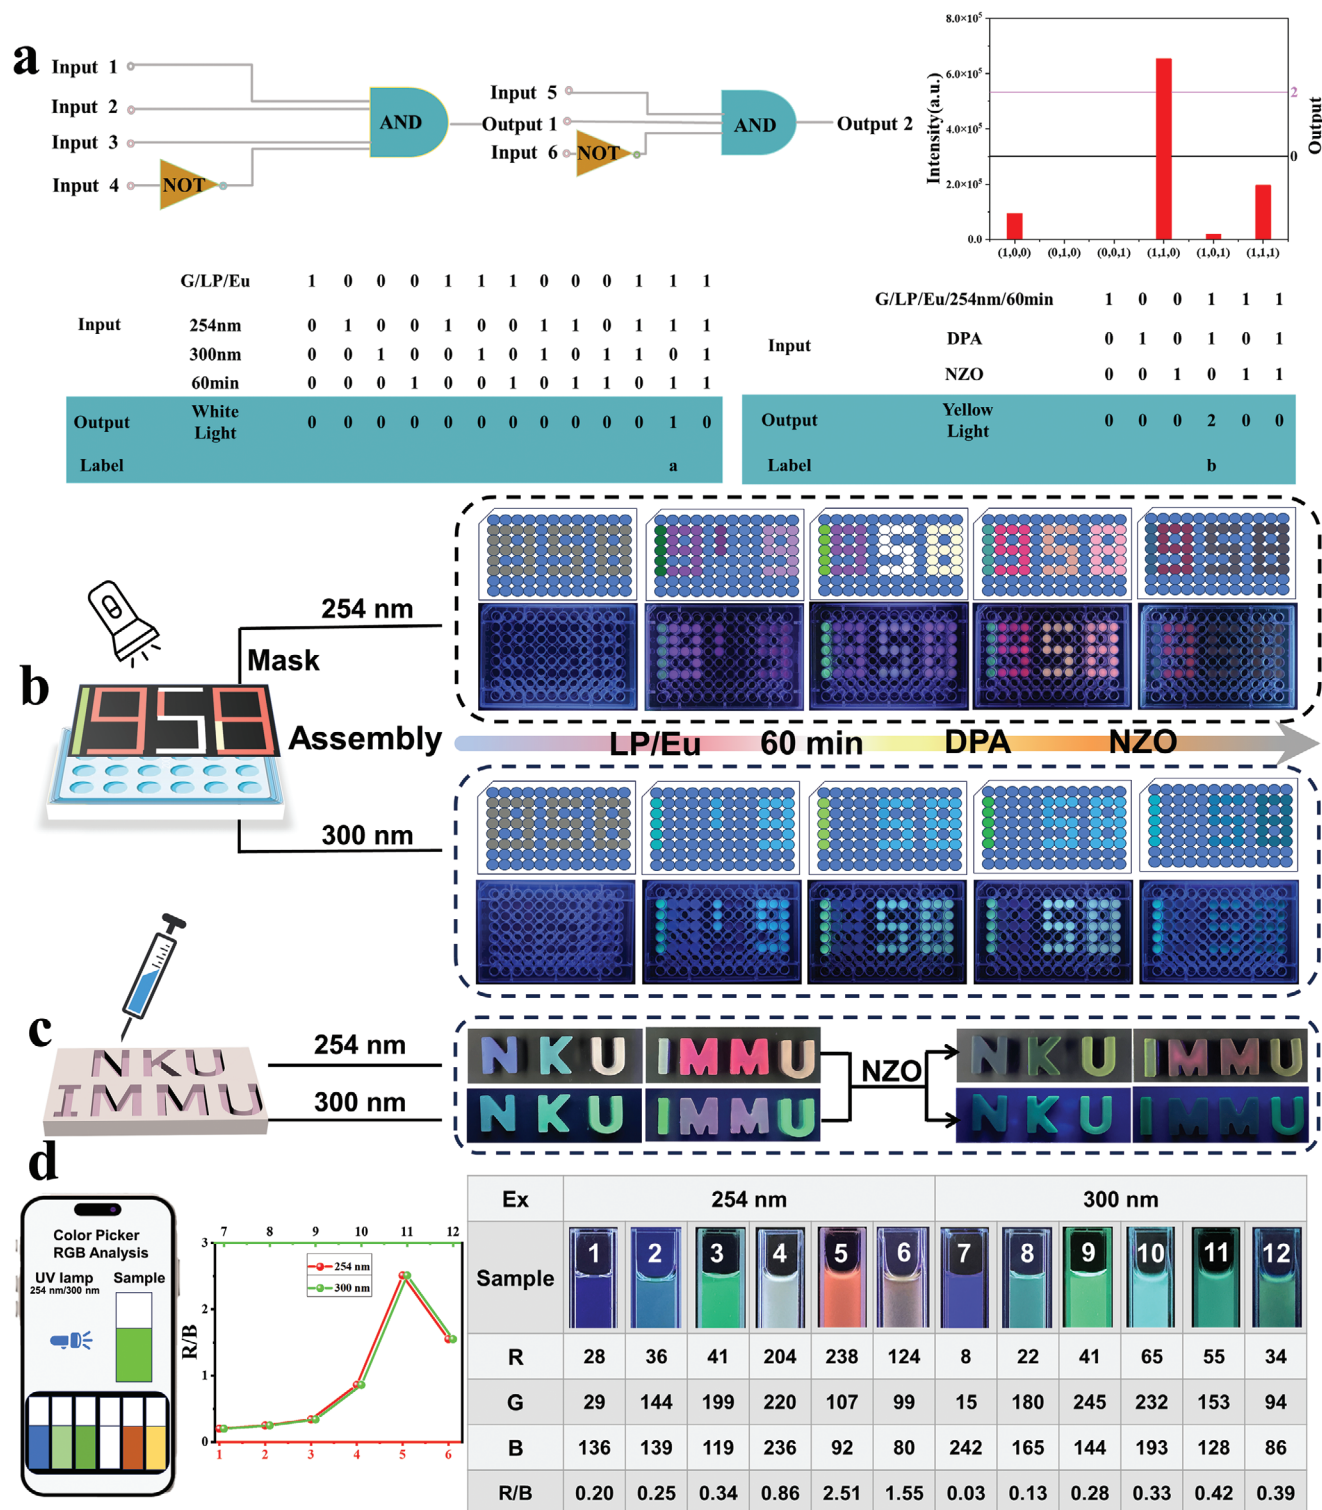 a
Input 1
Input 2
Input 3
Input 4
NOT
AND
Input 5
Output 1
Input 6
NOT
AND
Output 2
Intensity(a.u.)
8.0×10⁵
6.0×10⁵
4.0×10⁵
2.0×10⁵
0.0
(1,0,0) (0,1,0) (0,0,1) (1,1,0) (1,0,1) (1,1,1)
2
0
Output
G/LP/Eu 1 0 0 0 1 1 1 0 0 0 1 1 1
Input
254nm 0 1 0 0 1 0 0 1 1 0 1 1 1
300nm 0 0 1 0 0 1 0 1 0 1 1 0 1
60min 0 0 0 1 0 0 1 0 1 1 0 1 1
Output White Light 0 0 0 0 0 0 0 0 0 0 0 1 0
Label a
G/LP/Eu/254nm/60min 1 0 0 1 1 1
Input
DPA 0 1 0 1 0 1
NZO 0 0 1 0 1 1
Output Yellow Light 0 0 0 2 0 0
Label b
b
254 nm
Mask
Assembly
LP/Eu 60 min DPA NZO
300 nm
1958
c
NKU
IMMU
254 nm
300 nm
NKU IMMU
NKU IMMU
NZO
NKU IMMU
NKU IMMU
d
Color Picker
RGB Analysis
UV lamp
254 nm/300 nm
Sample
7 8 9 10 11 12
R/B
3
2
1
0
254 nm
300 nm
1 2 3 4 5 6
Ex 254 nm 300 nm
Sample 1 2 3 4 5 6 7 8 9 10 11 12
R 28 36 41 204 238 124 8 22 41 65 55 34
G 29 144 199 220 107 99 15 180 245 232 153 94
B 136 139 119 236 92 80 242 165 144 193 128 86
R/B 0.20 0.25 0.34 0.86 2.51 1.55 0.03 0.13 0.28 0.33 0.42 0.39